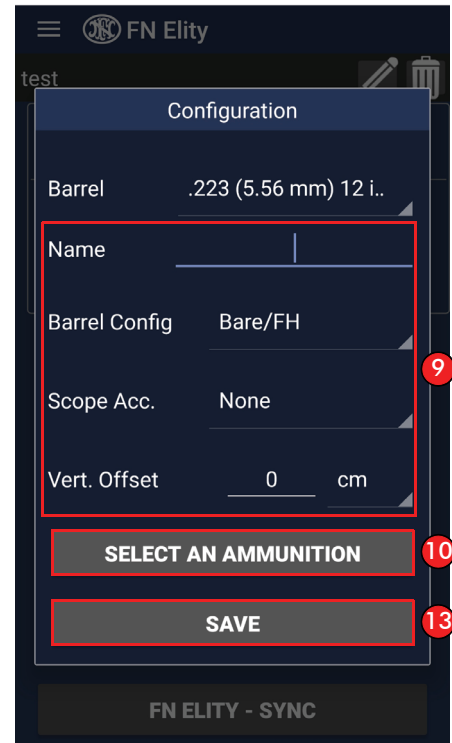 FN Elity
test
Configuration
Barrel .223 (5.56 mm) 12 i..
Name
Barrel Config Bare/FH
9
Scope Acc. None
Vert. Offset 0 cm
SELECT AN AMMUNITION 10
SAVE 13
FN ELITY - SYNC